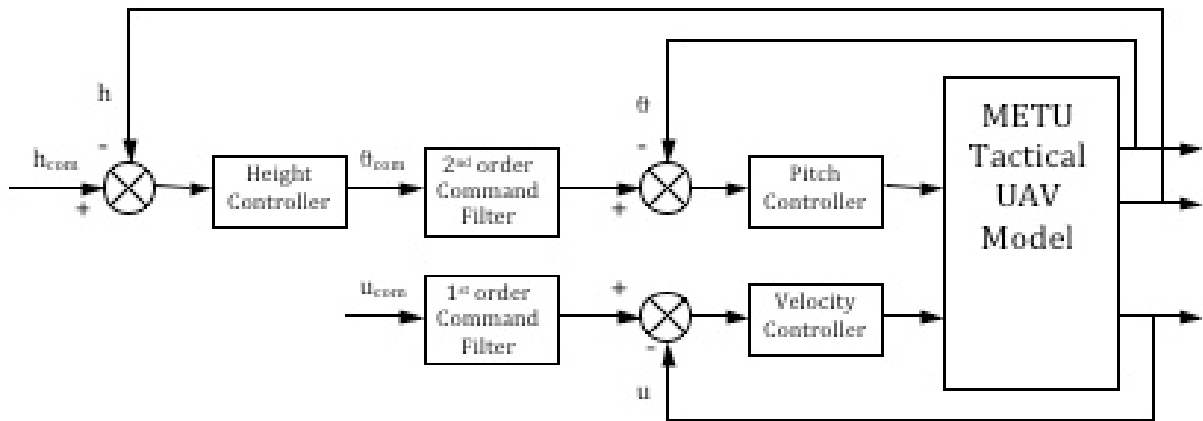 h
θ
-
-
h_com
+
Height
Controller
θ_com
2nd order
Command
Filter
+
Pitch
Controller
METU
Tactical
UAV
Model
u_com
1st order
Command
Filter
+
-
Velocity
Controller
u